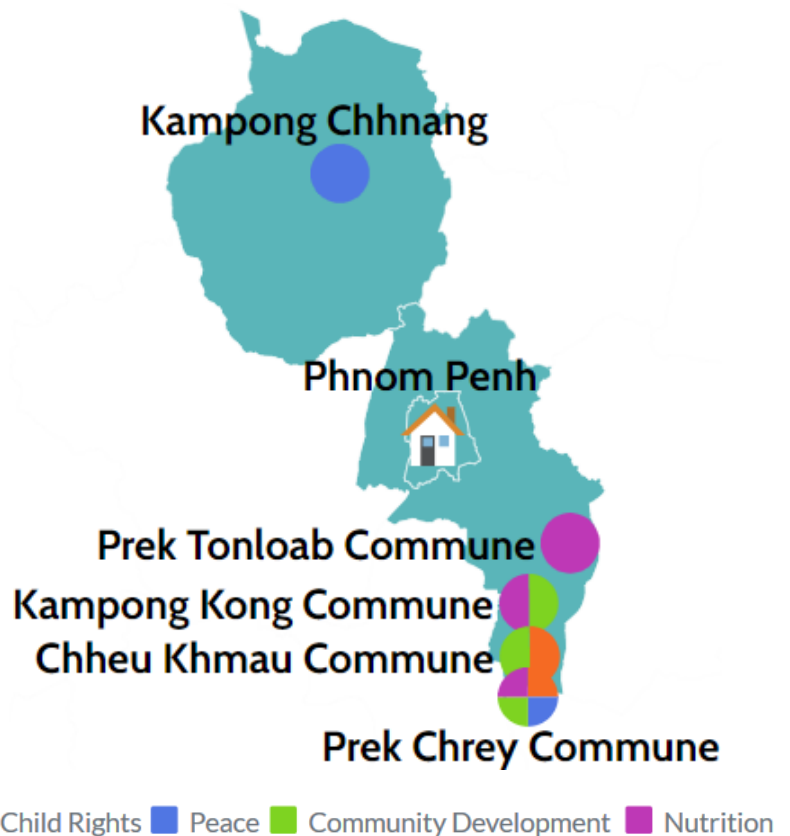 Kampong Chhnang
Phnom Penh
Prek Tonloab Commune
Kampong Kong Commune
Chheu Khmau Commune
Prek Chrey Commune
Child Rights Peace Community Development Nutrition